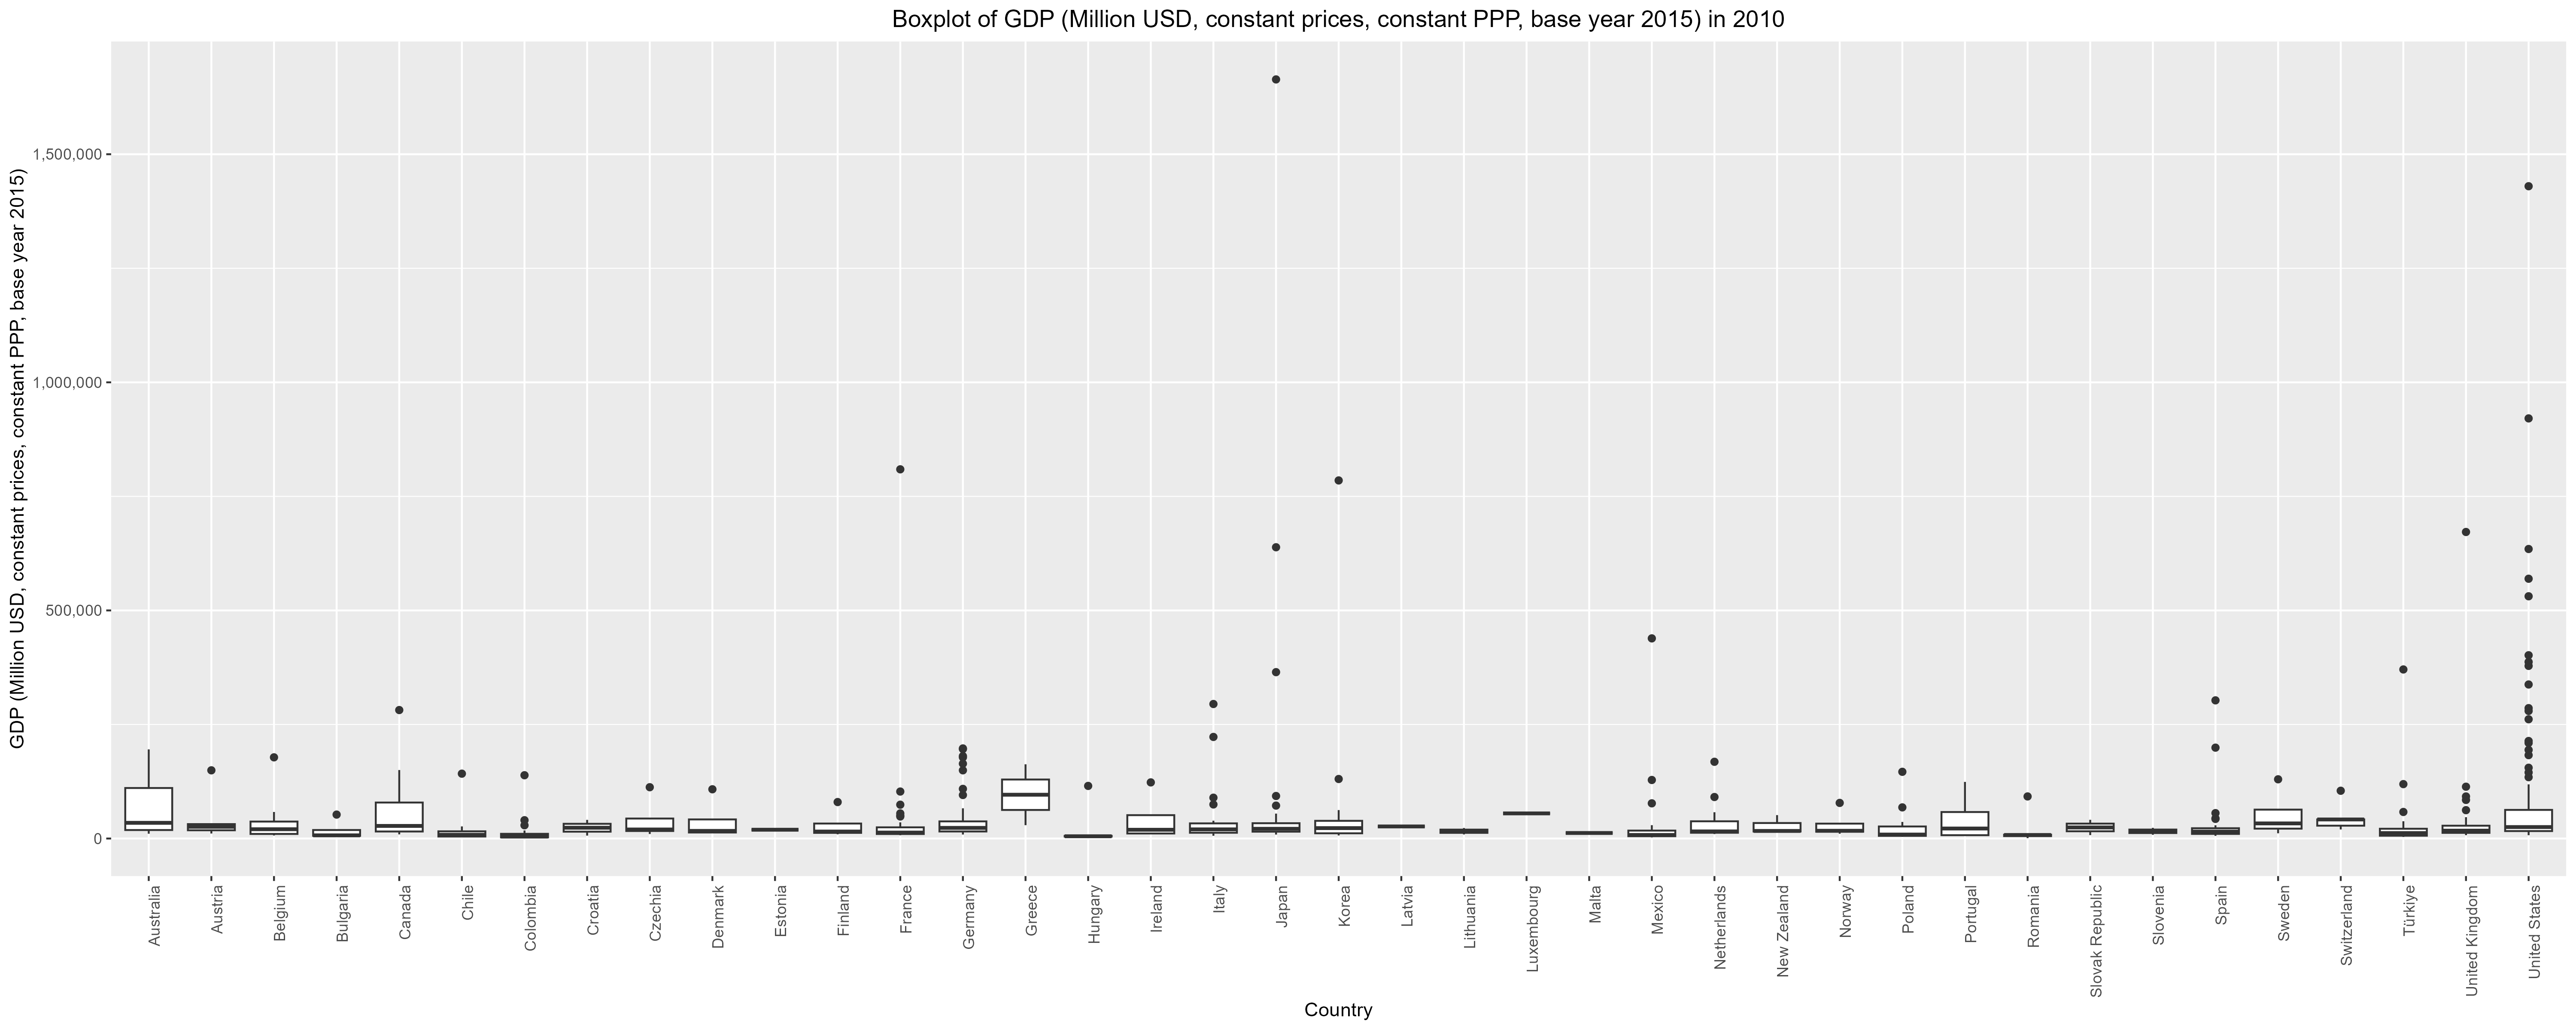 Boxplot of GDP (Million USD, constant prices, constant PPP, base year 2015) in 2010
GDP (Million USD, constant prices, constant PPP, base year 2015)
1,500,000
1,000,000
500,000
0
Australia
Austria
Belgium
Bulgaria
Canada
Chile
Colombia
Croatia
Czechia
Denmark
Estonia
Finland
France
Germany
Greece
Hungary
Ireland
Italy
Japan
Korea
Latvia
Lithuania
Luxembourg
Malta
Mexico
Netherlands
New Zealand
Norway
Poland
Portugal
Romania
Slovak Republic
Slovenia
Spain
Sweden
Switzerland
Türkiye
United Kingdom
United States
Country